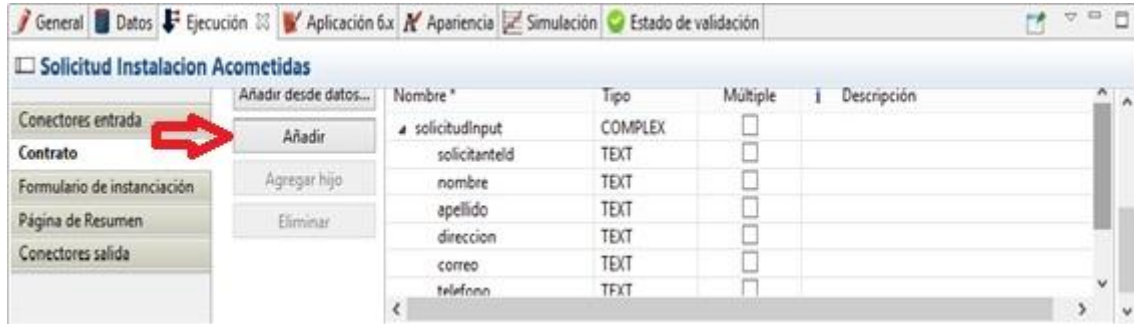 General Datos Ejecución Aplicación 6.x Apariencia Simulación Estado de validación
Solicitud Instalacion Acometidas
Conectores entrada
Contrato
Formulario de instanciación
Página de Resumen
Conectores salida
Añadir desde datos...
Añadir
Agregar hijo
Eliminar
Nombre * Tipo Múltiple i Descripción
solicitudInput COMPLEX
solicitanteId TEXT
nombre TEXT
apellido TEXT
direccion TEXT
correo TEXT
telefono TEXT